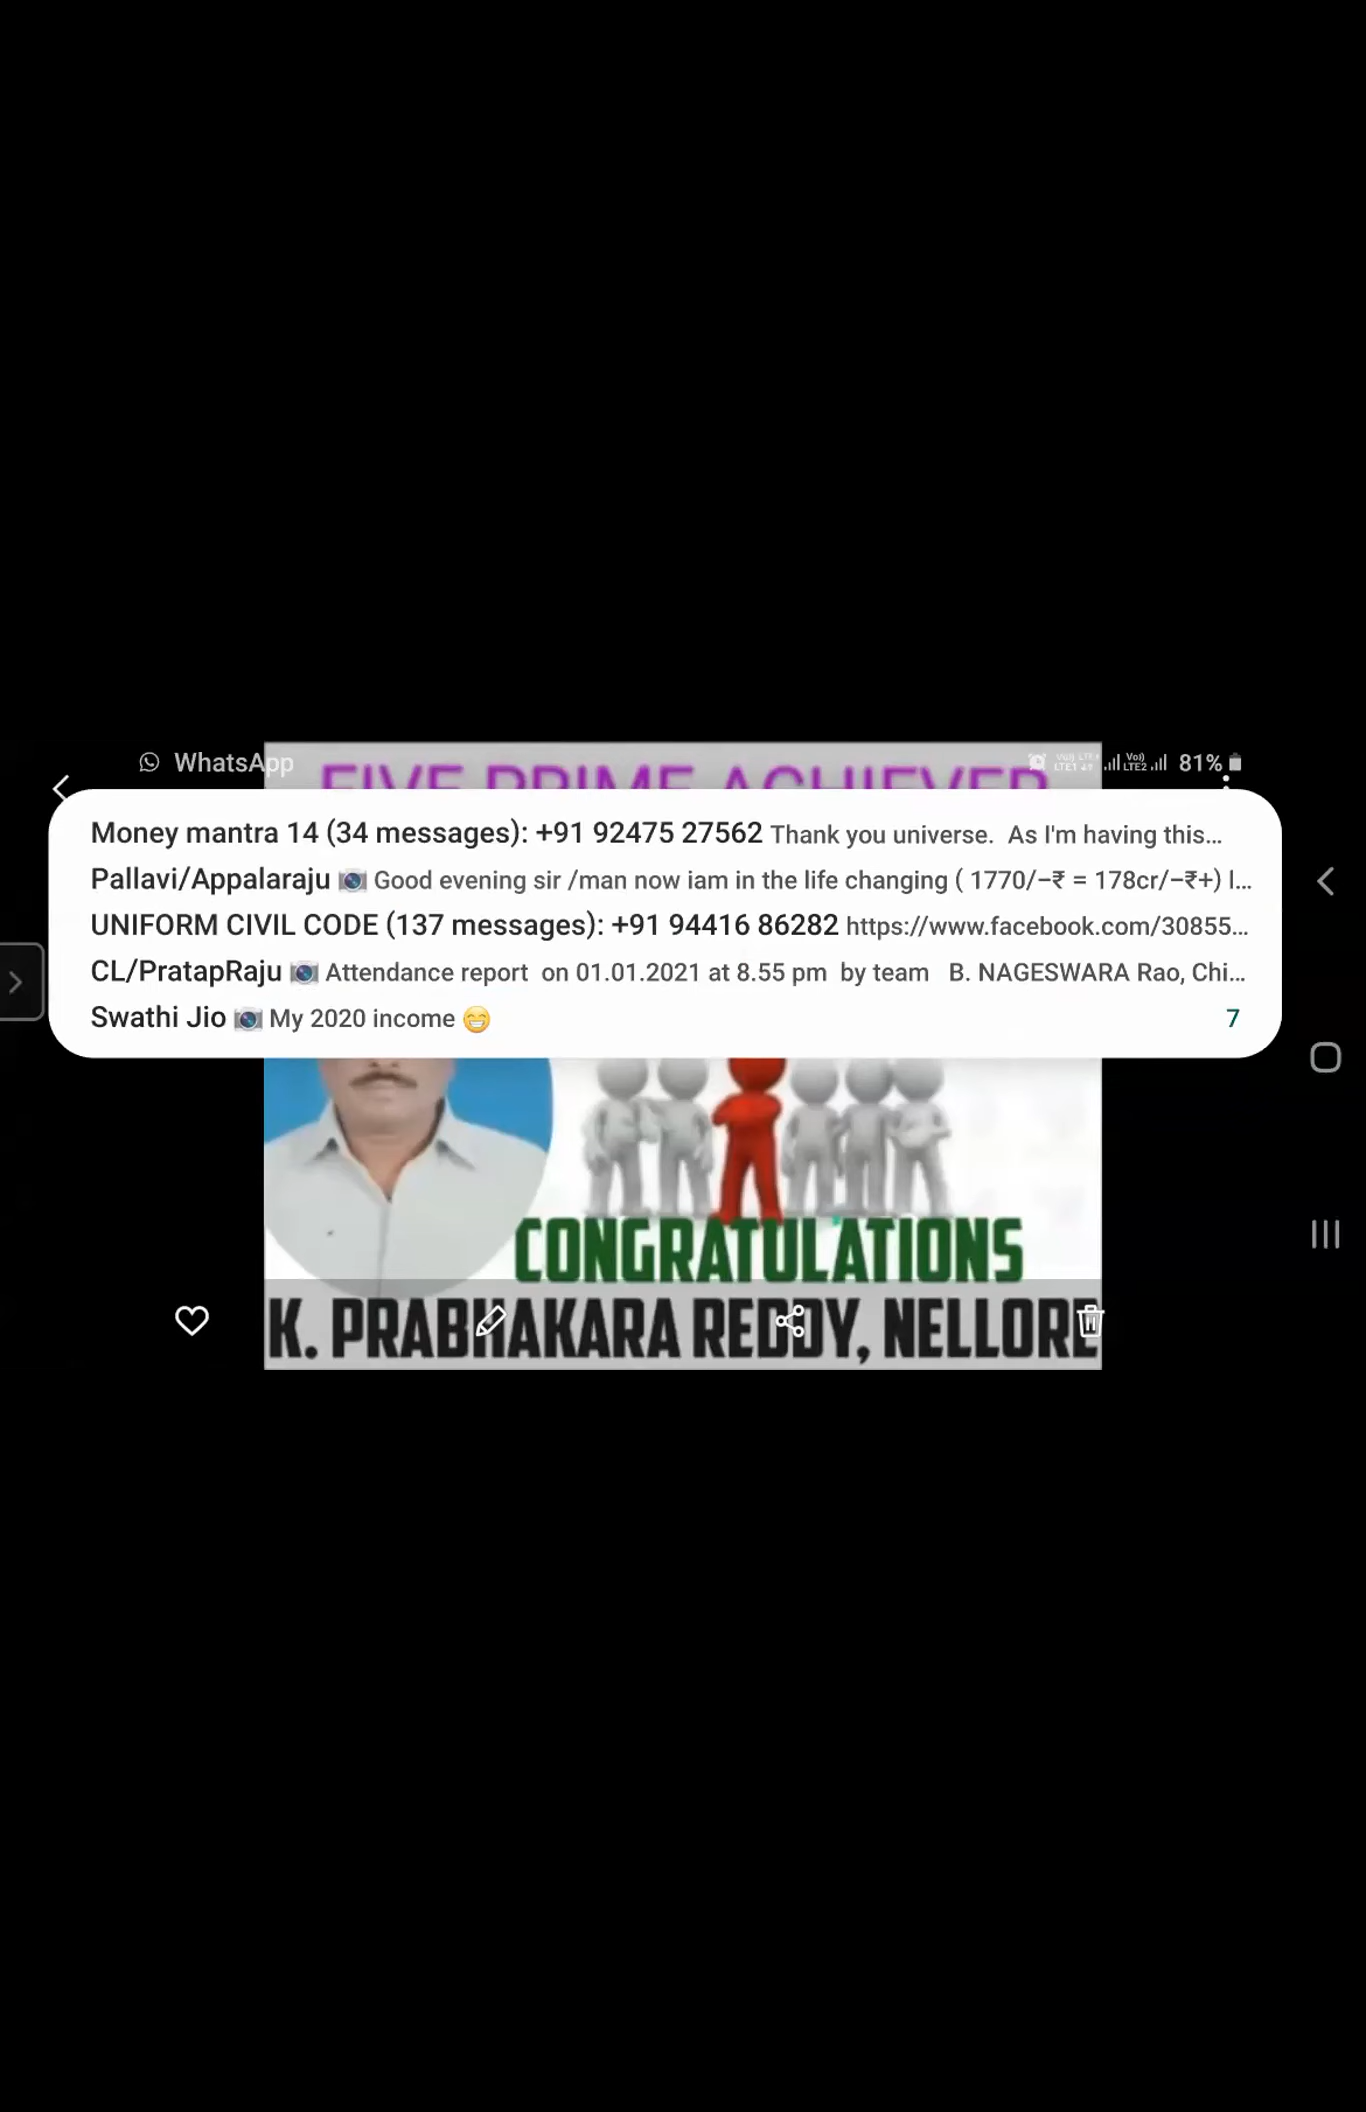 WhatsApp
81%
FIVE PRIME ACHIEVER
Money mantra 14 (34 messages): +91 92475 27562 Thank you universe. As I'm having this...
Pallavi/Appalaraju 📷 Good evening sir /man now iam in the life changing ( 1770/–₹ = 178cr/–₹+) l...
UNIFORM CIVIL CODE (137 messages): +91 94416 86282 https://www.facebook.com/30855...
CL/PratapRaju 📷 Attendance report on 01.01.2021 at 8.55 pm by team B. NAGESWARA Rao, Chi...
Swathi Jio 📷 My 2020 income 😁 7
CONGRATULATIONS
K. PRABHAKARA REDDY, NELLORE